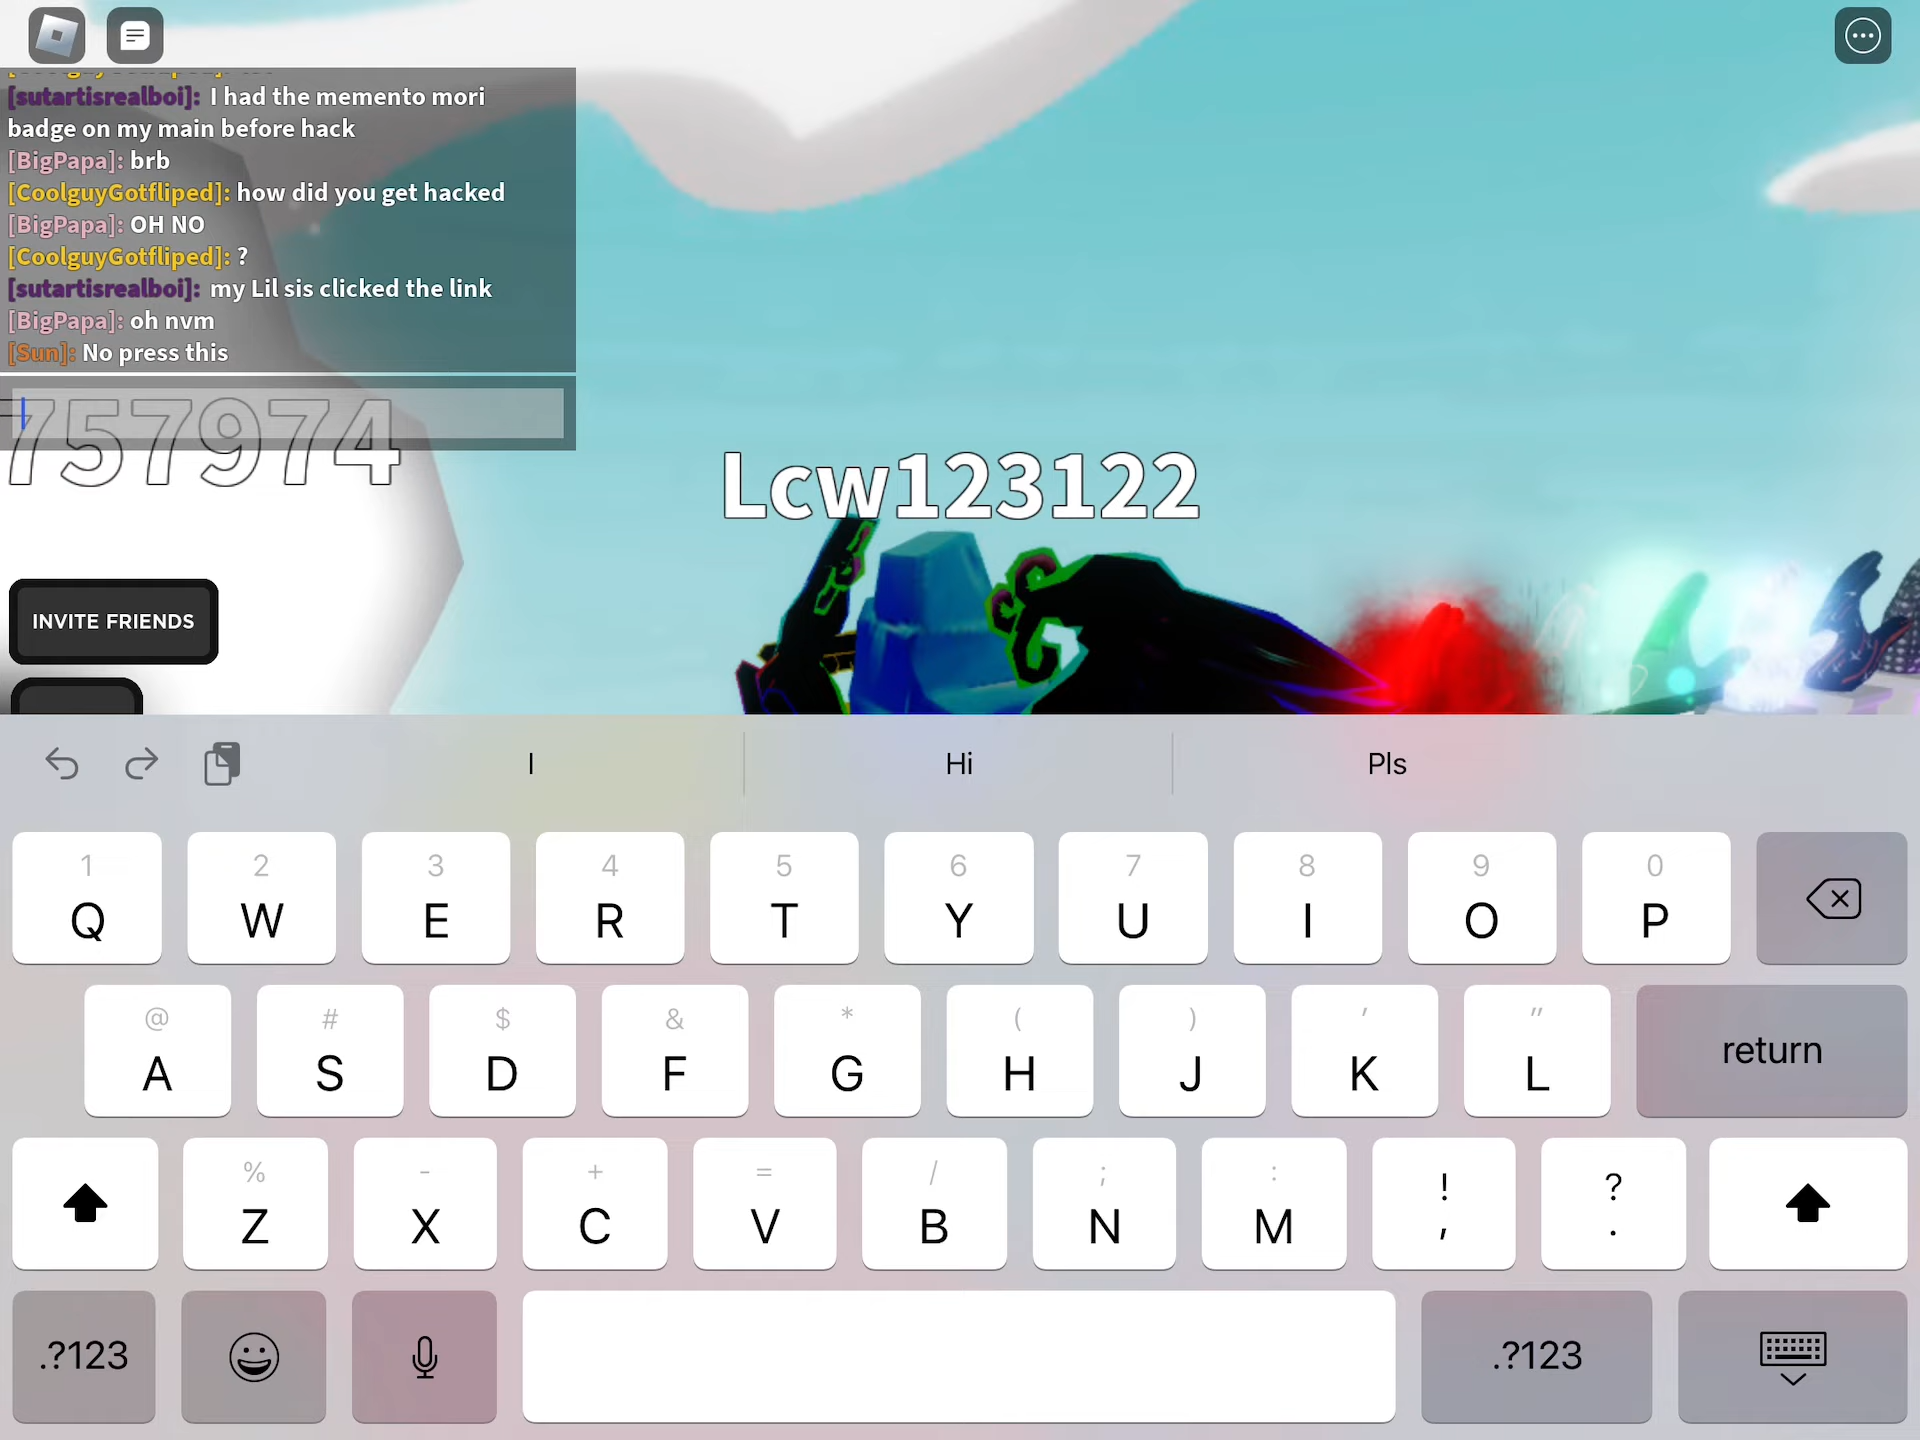 [sutartisrealboi]: I had the memento mori
badge on my main before hack
[BigPapa]: brb
[CoolguyGotfliped]: how did you get hacked
[BigPapa]: OH NO
[CoolguyGotfliped]: ?
[sutartisrealboi]: my Lil sis clicked the link
[BigPapa]: oh nvm
[Sun]: No press this
757974
Lcw123122
INVITE FRIENDS
I Hi Pls
1 2 3 4 5 6 7 8 9 0
Q W E R T Y U I O P
@ # $ & * ( ) ' "
A S D F G H J K L return
% - + = / ; : ! ?
Z X C V B N M , .
.?123 .?123